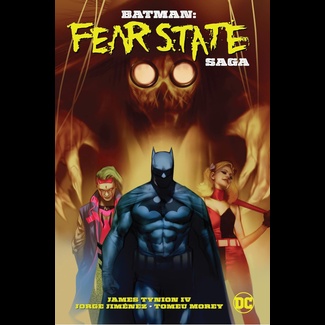 BATMAN:
FEAR STATE
SAGA
JAMES TYNION IV
JORGE JIMÉNEZ • TOMEU MOREY
DC